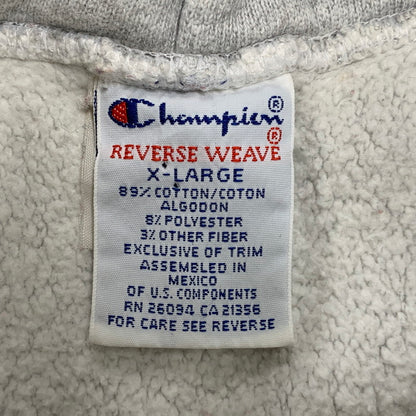 Champion®
REVERSE WEAVE®
X-LARGE
89% COTTON/COTON
ALGODON
8% POLYESTER
3% OTHER FIBER
EXCLUSIVE OF TRIM
ASSEMBLED IN
MEXICO
OF U.S. COMPONENTS
RN 26094 CA 21356
FOR CARE SEE REVERSE